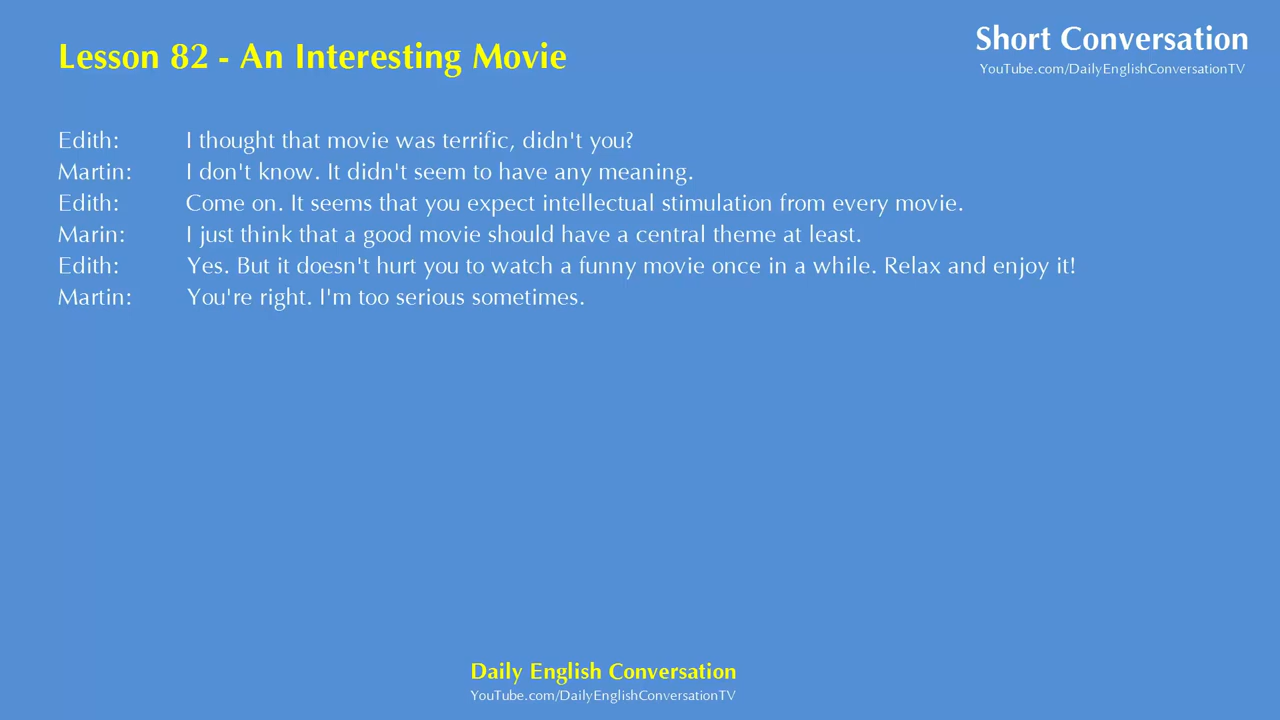 Lesson 82 - An Interesting Movie
Short Conversation
YouTube.com/DailyEnglishConversationTV
Edith: I thought that movie was terrific, didn't you?
Martin: I don't know. It didn't seem to have any meaning.
Edith: Come on. It seems that you expect intellectual stimulation from every movie.
Marin: I just think that a good movie should have a central theme at least.
Edith: Yes. But it doesn't hurt you to watch a funny movie once in a while. Relax and enjoy it!
Martin: You're right. I'm too serious sometimes.
Daily English Conversation
YouTube.com/DailyEnglishConversationTV